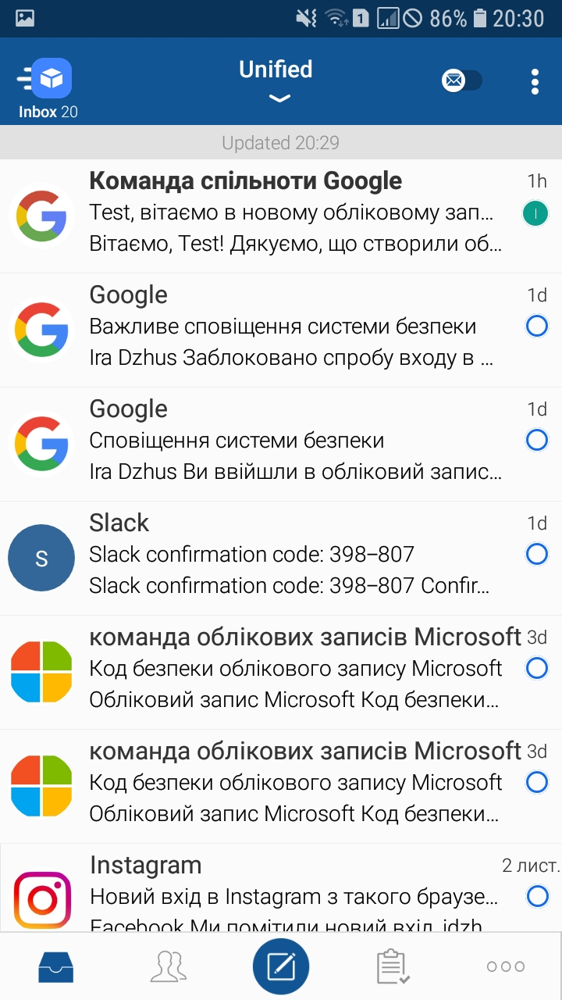 1
86%
20:30
Unified
Inbox 20
Updated 20:29
Команда спільноти Google
1h
Test, вітаємо в новому обліковому зап...
I
Вітаємо, Test! Дякуємо, що створили об...
Google
1d
Важливе сповіщення системи безпеки
Ira Dzhus Заблоковано спробу входу в ...
Google
1d
Сповіщення системи безпеки
Ira Dzhus Ви ввійшли в обліковий запис...
Slack
1d
S
Slack confirmation code: 398–807
Slack confirmation code: 398–807 Confir...
команда облікових записів Microsoft
3d
Код безпеки облікового запису Microsoft
Обліковий запис Microsoft Код безпеки...
команда облікових записів Microsoft
3d
Код безпеки облікового запису Microsoft
Обліковий запис Microsoft Код безпеки...
Instagram
2 лист.
Новий вхід в Instagram з такого браузе...
Facebook Ми помітили новий вхід, idzh